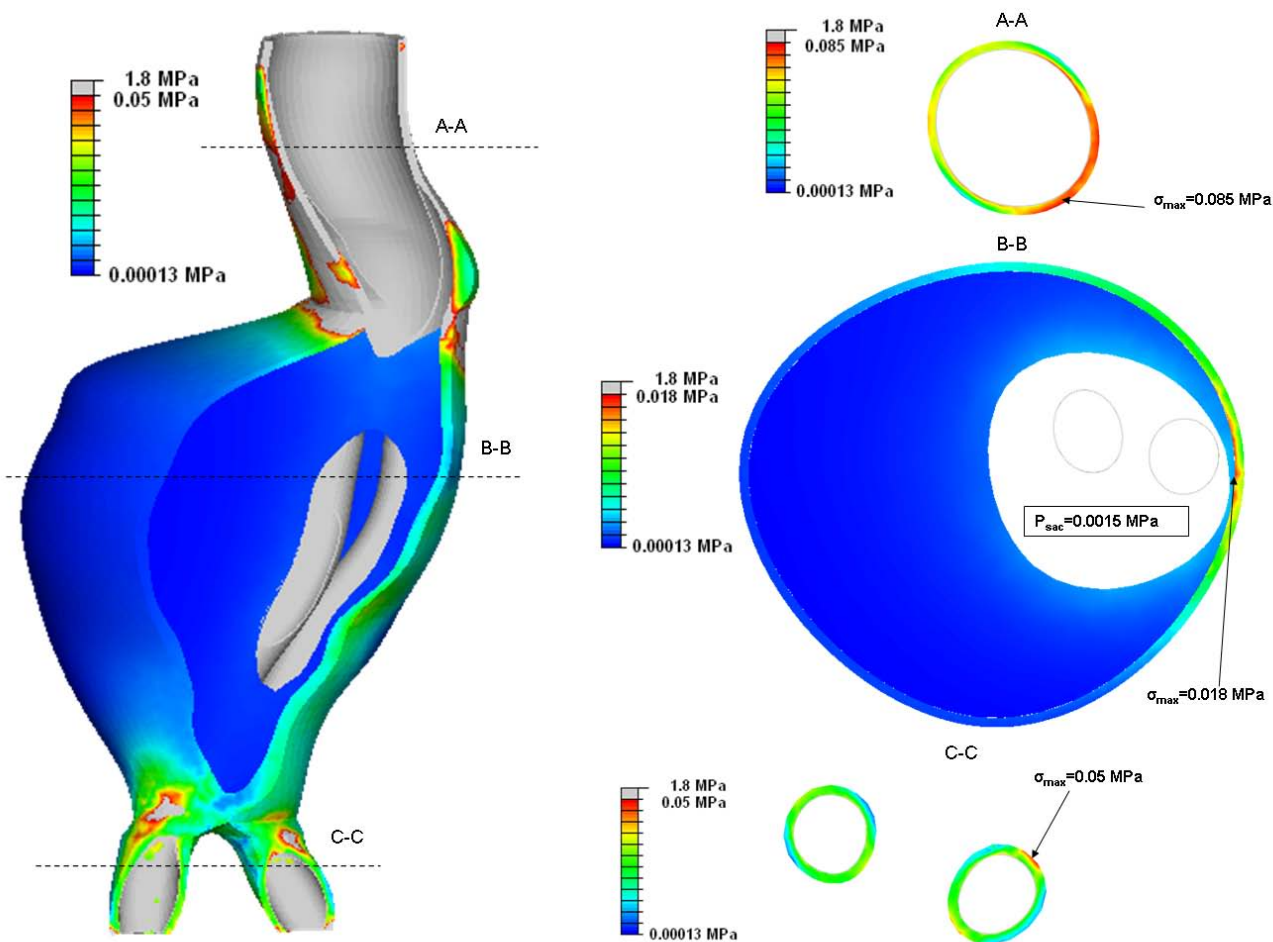 1.8 MPa
0.05 MPa
0.00013 MPa
A-A
B-B
C-C
A-A
1.8 MPa
0.085 MPa
0.00013 MPa
σmax=0.085 MPa
B-B
1.8 MPa
0.018 MPa
0.00013 MPa
Psac=0.0015 MPa
σmax=0.018 MPa
C-C
1.8 MPa
0.05 MPa
0.00013 MPa
σmax=0.05 MPa